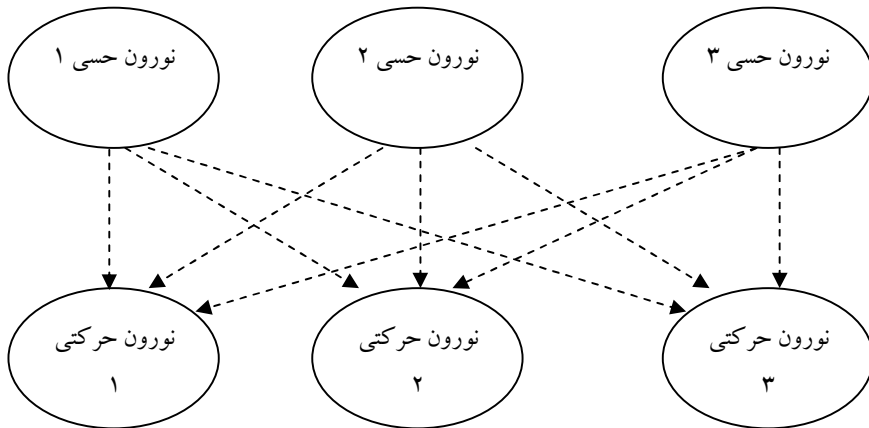 نورون حسی ۱
نورون حسی ۲
نورون حسی ۳
نورون حرکتی
۱
نورون حرکتی
۲
نورون حرکتی
۳